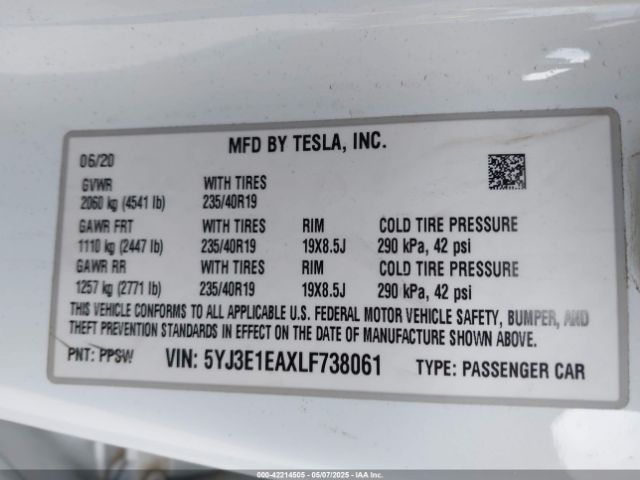 MFD BY TESLA, INC.
06/20
GVWR WITH TIRES
2060 kg (4541 lb) 235/40R19
GAWR FRT WITH TIRES RIM COLD TIRE PRESSURE
1110 kg (2447 lb) 235/40R19 19X8.5J 290 kPa, 42 psi
GAWR RR WITH TIRES RIM COLD TIRE PRESSURE
1257 kg (2771 lb) 235/40R19 19X8.5J 290 kPa, 42 psi
THIS VEHICLE CONFORMS TO ALL APPLICABLE U.S. FEDERAL MOTOR VEHICLE SAFETY, BUMPER, AND
THEFT PREVENTION STANDARDS IN EFFECT ON THE DATE OF MANUFACTURE SHOWN ABOVE.
PNT: PPSW VIN: 5YJ3E1EAXLF738061 TYPE: PASSENGER CAR
000-42214505 - 05/07/2025 - IAA Inc.